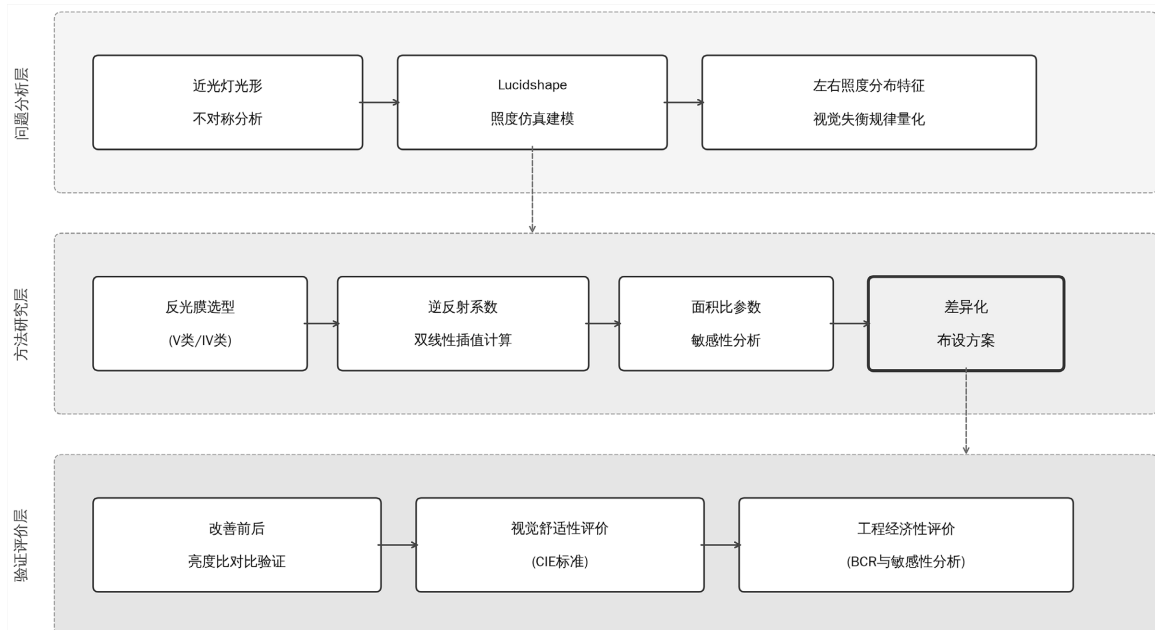 问题分析层
近光灯光形
不对称分析
Lucidshape
照度仿真建模
左右照度分布特征
视觉失衡规律量化
方法研究层
反光膜选型
(V类/IV类)
逆反射系数
双线性插值计算
面积比参数
敏感性分析
差异化
布设方案
验证评价层
改善前后
亮度比对比验证
视觉舒适性评价
(CIE标准)
工程经济性评价
(BCR与敏感性分析)